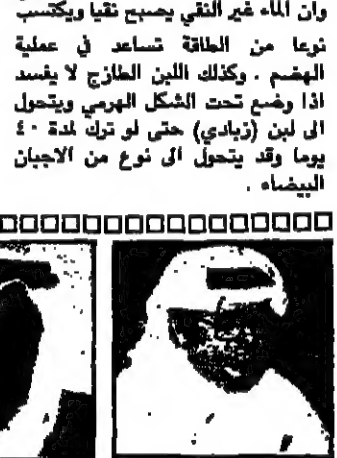 وان الماء غير النقي يصبح نقيا ويكتسب
نوعا من الطاقة تساعد في عملية
الهضم . وكذلك اللبن الطازج لا يفسد
اذا وضع تحت الشكل الهرمي ويتحول
الى لبن (زبادي) حتى لو ترك لمدة ٤٠
يوما وقد يتحول الى نوع من الاجبان
البيضاء .